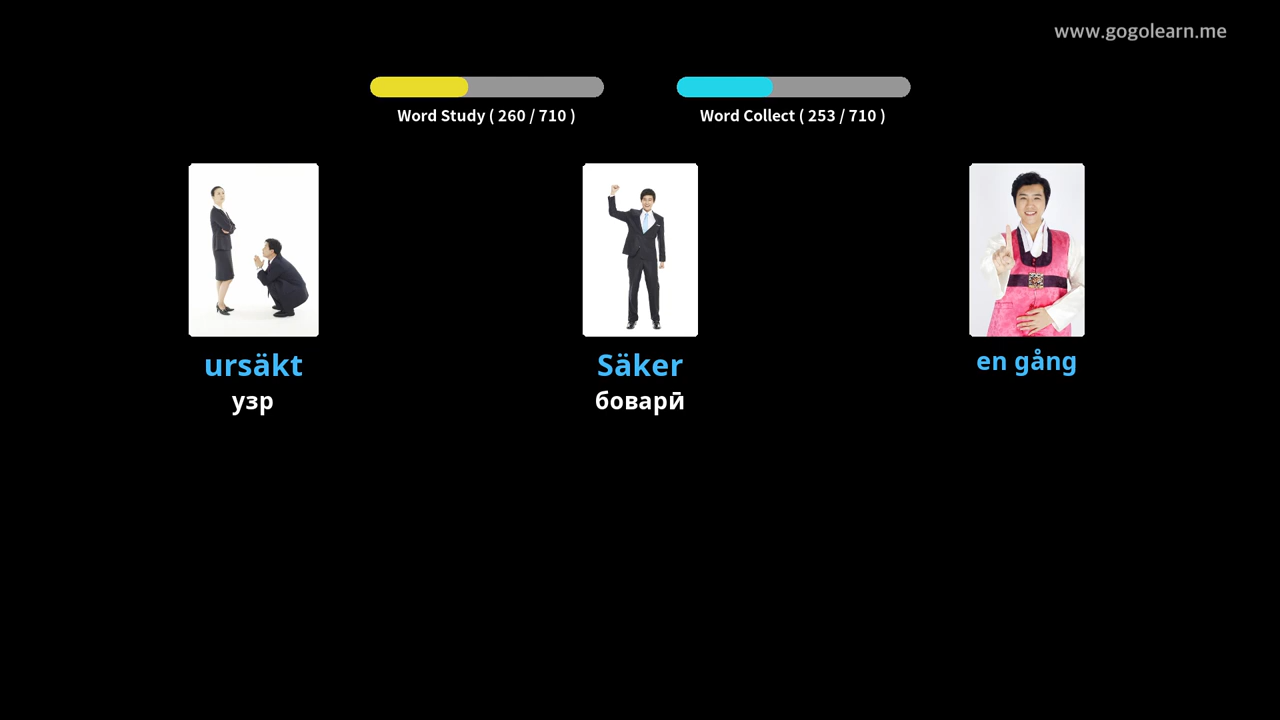 www.gogolearn.me
Word Study ( 260 / 710 )
Word Collect ( 253 / 710 )
ursäkt
узр
Säker
боварӣ
en gång